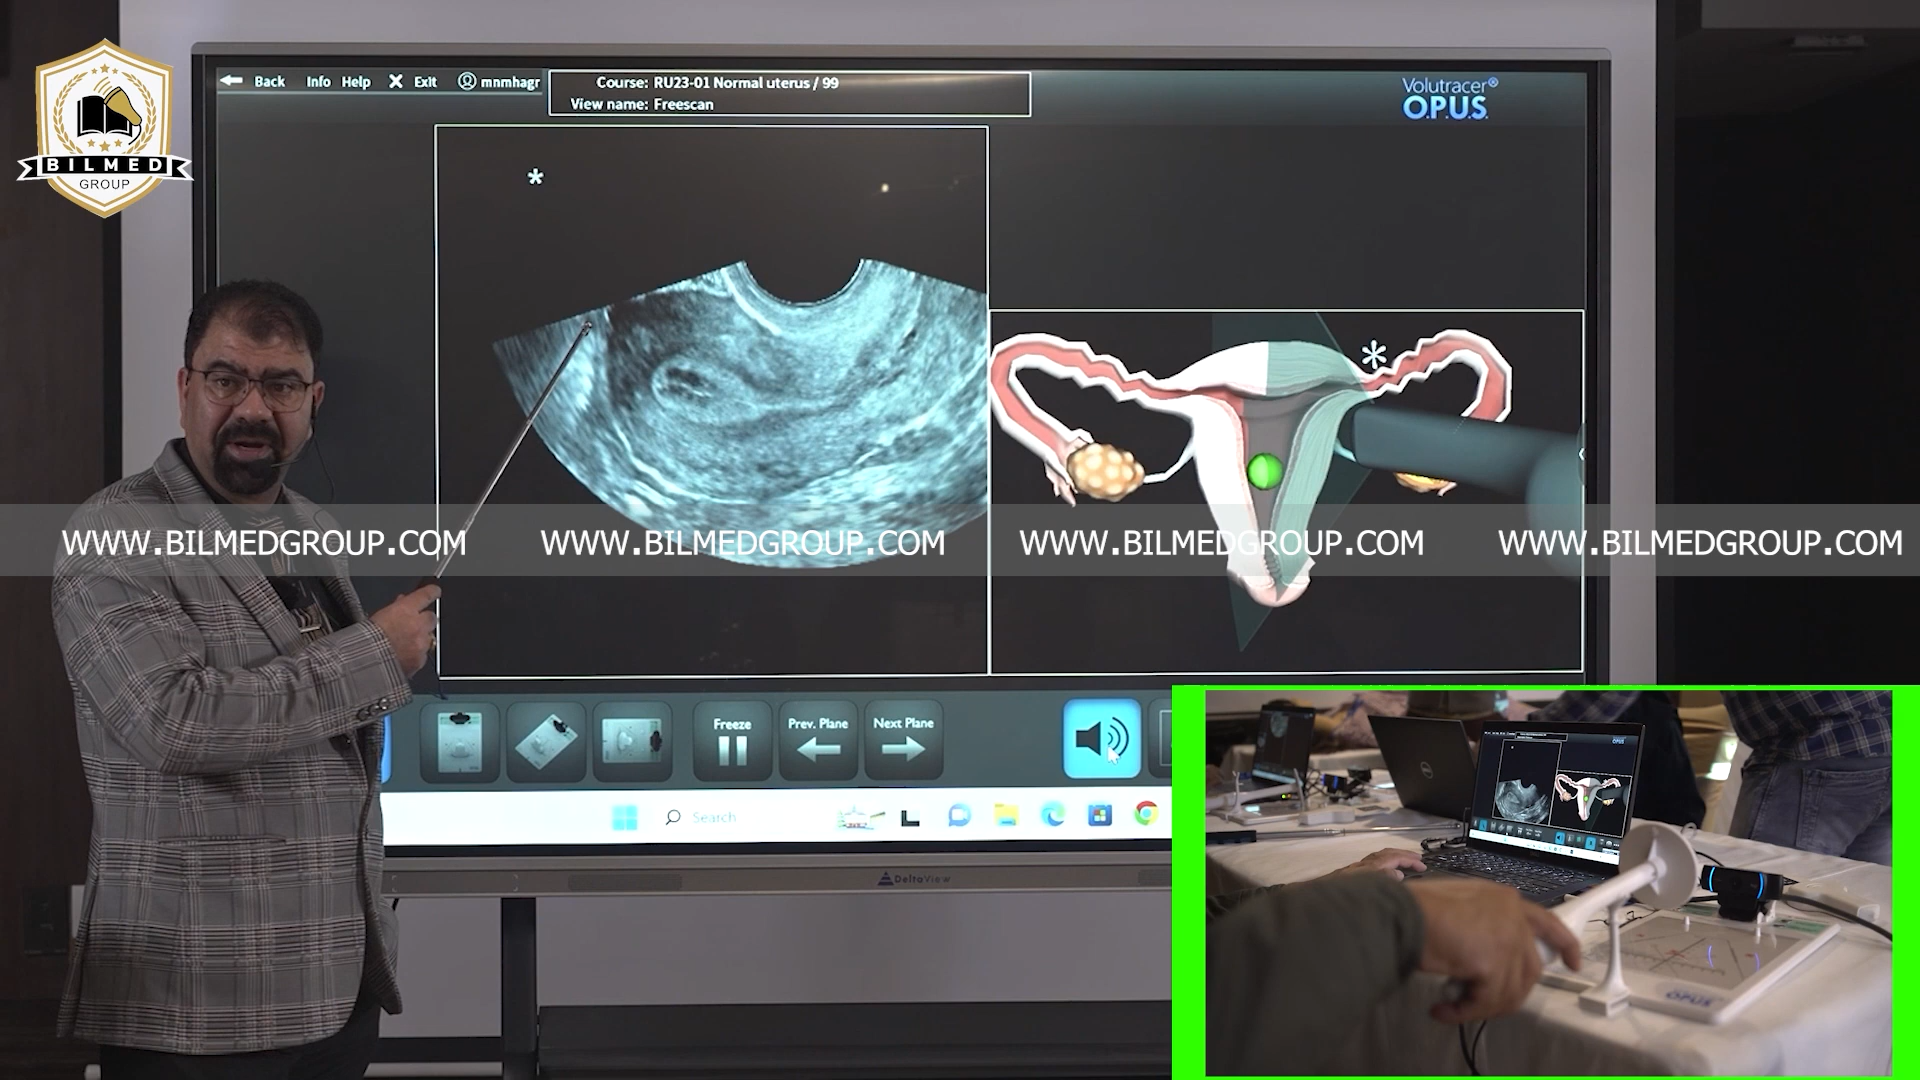 Back Info Help X Exit mnmhagr
Course: RU23-01 Normal uterus / 99
View name: Freescan
Volutracer®
O.P.U.S.
BILMED
GROUP
*
*
WWW.BILMEDGROUP.COM WWW.BILMEDGROUP.COM WWW.BILMEDGROUP.COM WWW.BILMEDGROUP.COM
Freeze
Prev. Plane
Next Plane
Search
DeltaView
OPUS